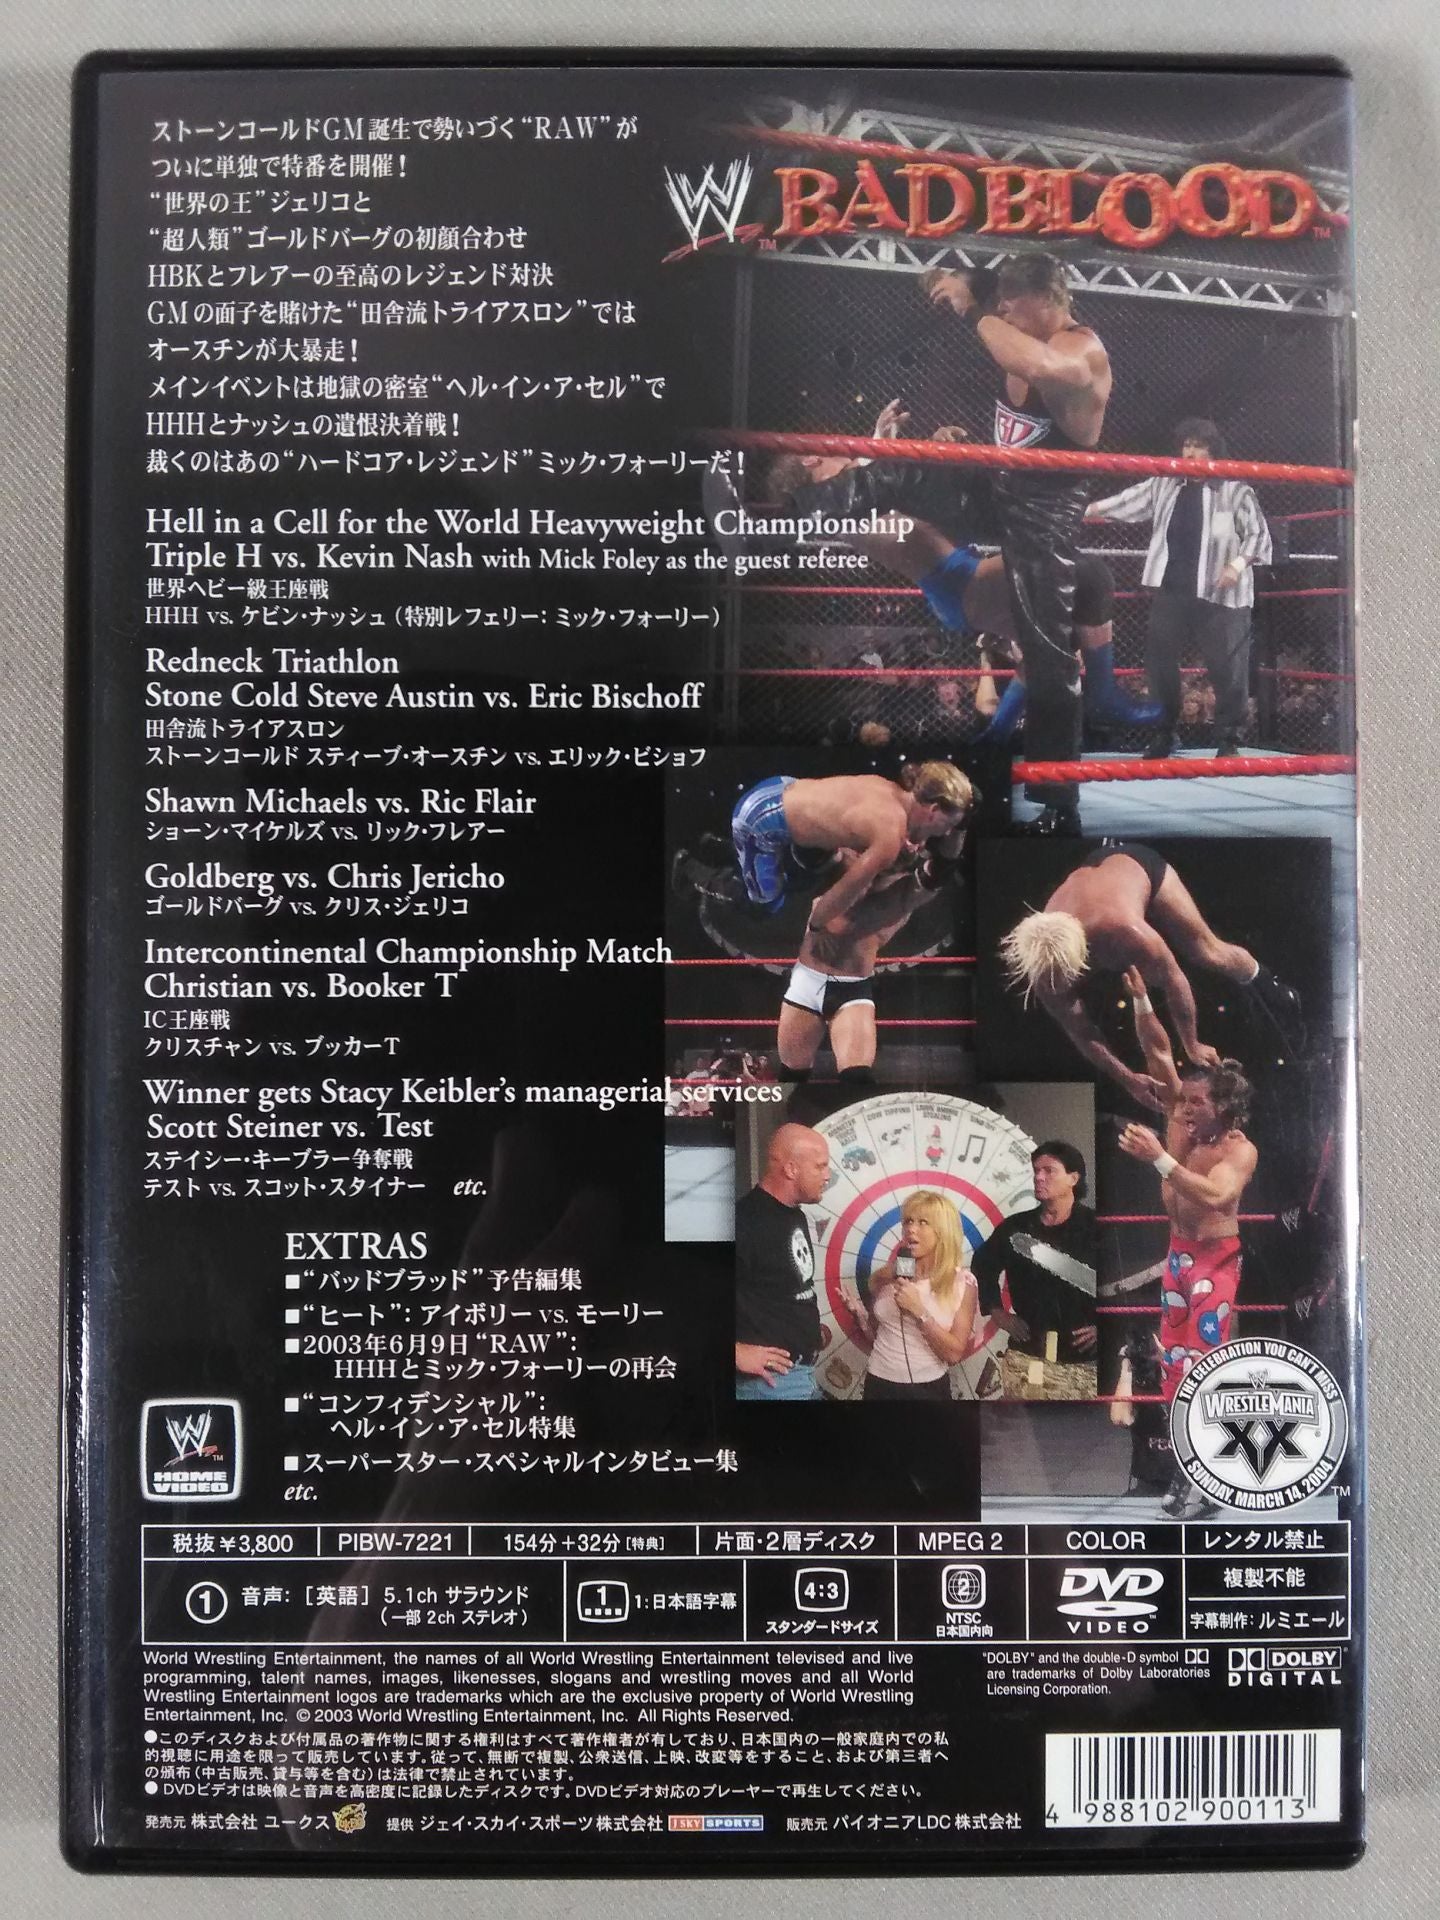 ストーンコールドGM誕生で勢いづく“RAW”が
ついに単独で特番を開催!
“世界の王”ジェリコと
“超人類”ゴールドバーグの初顔合わせ
HBKとフレアーの至高のレジェンド対決
GMの面子を賭けた“田舎流トライアスロン”では
オースチンが大暴走!
メインイベントは地獄の密室“ヘル・イン・ア・セル”で
HHHとナッシュの遺恨決着戦!
裁くのはあの“ハードコア・レジェンド”ミック・フォーリーだ!
W™ BAD BLOOD™
Hell in a Cell for the World Heavyweight Championship
Triple H vs. Kevin Nash with Mick Foley as the guest referee
世界ヘビー級王座戦
HHH vs. ケビン・ナッシュ(特別レフェリー: ミック・フォーリー)
Redneck Triathlon
Stone Cold Steve Austin vs. Eric Bischoff
田舎流トライアスロン
ストーンコールド スティーブ・オースチン vs. エリック・ビショフ
Shawn Michaels vs. Ric Flair
ショーン・マイケルズ vs. リック・フレアー
Goldberg vs. Chris Jericho
ゴールドバーグ vs. クリス・ジェリコ
Intercontinental Championship Match
Christian vs. Booker T
IC王座戦
クリスチャン vs. ブッカーT
Winner gets Stacy Keibler's managerial services
Scott Steiner vs. Test
ステイシー・キーブラー争奪戦
テスト vs. スコット・スタイナー etc.
COW TIPPING
EXTRAS
■“バッドブラッド”予告編集
■“ヒート”: アイボリー vs. モーリー
■2003年6月9日“RAW”:
HHHとミック・フォーリーの再会
■“コンフィデンシャル”:
ヘル・イン・ア・セル特集
■スーパースター・スペシャルインタビュー集
etc.
W™ HOME VIDEO
THE CELEBRATION YOU CAN'T MISS
WRESTLEMANIA
XX
SUNDAY, MARCH 14, 2004 ™
税抜¥3,800 PIBW-7221 154分+32分[特典] 片面・2層ディスク MPEG 2 COLOR レンタル禁止
① 音声:[英語] 5.1ch サラウンド
(一部 2ch ステレオ)
1 1:日本語字幕
4:3
スタンダードサイズ
2
NTSC
日本国内向
DVD VIDEO™
複製不能
字幕制作: ルミエール
World Wrestling Entertainment, the names of all World Wrestling Entertainment televised and live
programming, talent names, images, likenesses, slogans and wrestling moves and all World
Wrestling Entertainment logos are trademarks which are the exclusive property of World Wrestling
Entertainment, Inc. © 2003 World Wrestling Entertainment, Inc. All Rights Reserved.
"DOLBY" and the double-D symbol
are trademarks of Dolby Laboratories
Licensing Corporation.
DOLBY
DIGITAL
●このディスクおよび付属品の著作物に関する権利はすべて著作権者が有しており、日本国内の一般家庭内での私
的視聴に用途を限って販売しています。従って、無断で複製、公衆送信、上映、改変等をすること、および第三者へ
の頒布(中古販売、貸与等を含む)は法律で禁止されています。
●DVDビデオは映像と音声を高密度に記録したディスクです。DVDビデオ対応のプレーヤーで再生してください。
発売元 株式会社 ユークス 提供 ジェイ・スカイ・スポーツ株式会社 J SKY SPORTS 販売元 パイオニアLDC株式会社
4 988102 900113